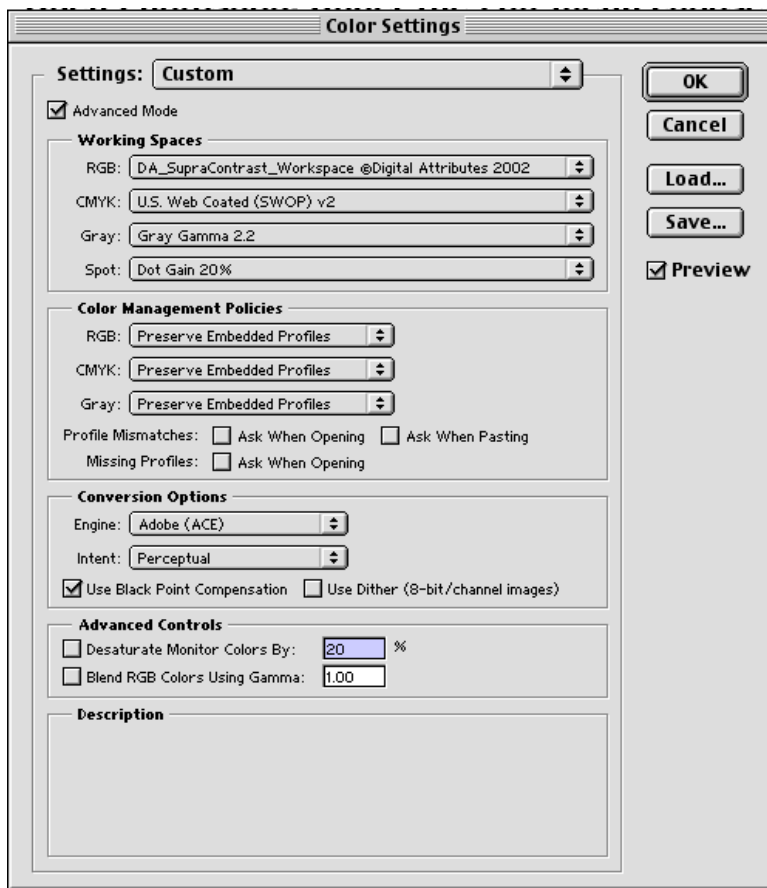 Color Settings
Settings: Custom
OK
Advanced Mode
Cancel
Working Spaces
RGB: DA_SupraContrast_Workspace @Digital Attributes 2002
Load...
CMYK: U.S. Web Coated (SWOP) v2
Save...
Gray: Gray Gamma 2.2
Spot: Dot Gain 20%
Preview
Color Management Policies
RGB: Preserve Embedded Profiles
CMYK: Preserve Embedded Profiles
Gray: Preserve Embedded Profiles
Profile Mismatches: Ask When Opening Ask When Pasting
Missing Profiles: Ask When Opening
Conversion Options
Engine: Adobe (ACE)
Intent: Perceptual
Use Black Point Compensation Use Dither (8-bit/channel images)
Advanced Controls
Desaturate Monitor Colors By: 20 %
Blend RGB Colors Using Gamma: 1.00
Description